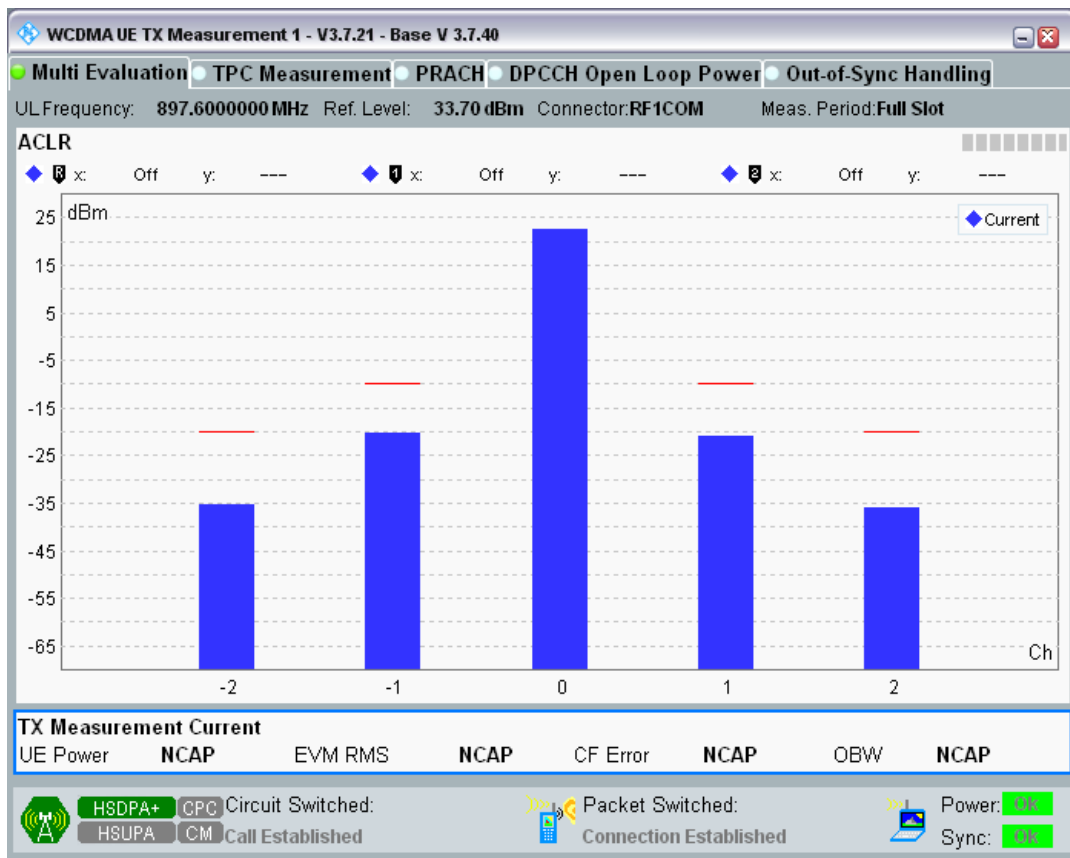 WCDMA UE TX Measurement 1 - V3.7.21 - Base V 3.7.40
Multi Evaluation TPC Measurement PRACH DPCCH Open Loop Power Out-of-Sync Handling
UL Frequency: 897.6000000 MHz Ref. Level: 33.70 dBm Connector:RF1COM Meas. Period:Full Slot
ACLR
R x: Off y: --- 1 x: Off y: --- 2 x: Off y: ---
dBm
Current
25
15
5
-5
-15
-25
-35
-45
-55
-65
Ch
-2 -1 0 1 2
TX Measurement Current
UE Power NCAP EVM RMS NCAP CF Error NCAP OBW NCAP
HSDPA+ CPC Circuit Switched: Packet Switched: Power: Ok
HSUPA CM Call Established Connection Established Sync: Ok